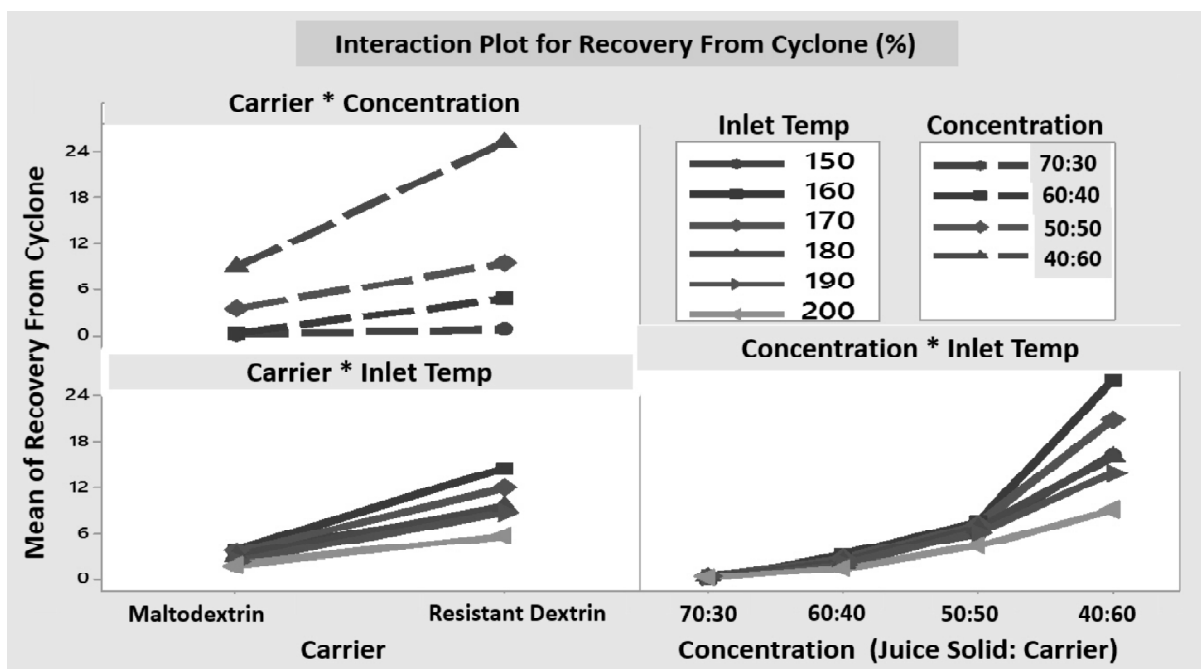 Interaction Plot for Recovery From Cyclone (%)
Carrier * Concentration
Inlet Temp
150
160
170
180
190
200
Concentration
70:30
60:40
50:50
40:60
Mean of Recovery From Cyclone
24
18
12
6
0
Carrier * Inlet Temp
24
18
12
6
0
Maltodextrin
Resistant Dextrin
Carrier
Concentration * Inlet Temp
70:30
60:40
50:50
40:60
Concentration (Juice Solid: Carrier)